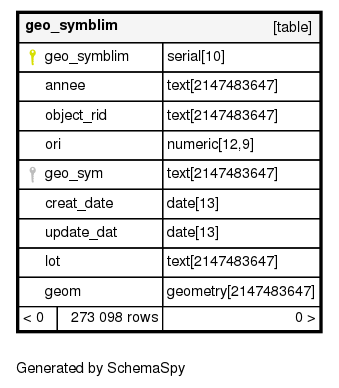 geo_symblim [table]
geo_symblim serial[10]
annee text[2147483647]
object_rid text[2147483647]
ori numeric[12,9]
geo_sym text[2147483647]
creat_date date[13]
update_dat date[13]
lot text[2147483647]
geom geometry[2147483647]
< 0 273 098 rows 0 >
Generated by SchemaSpy